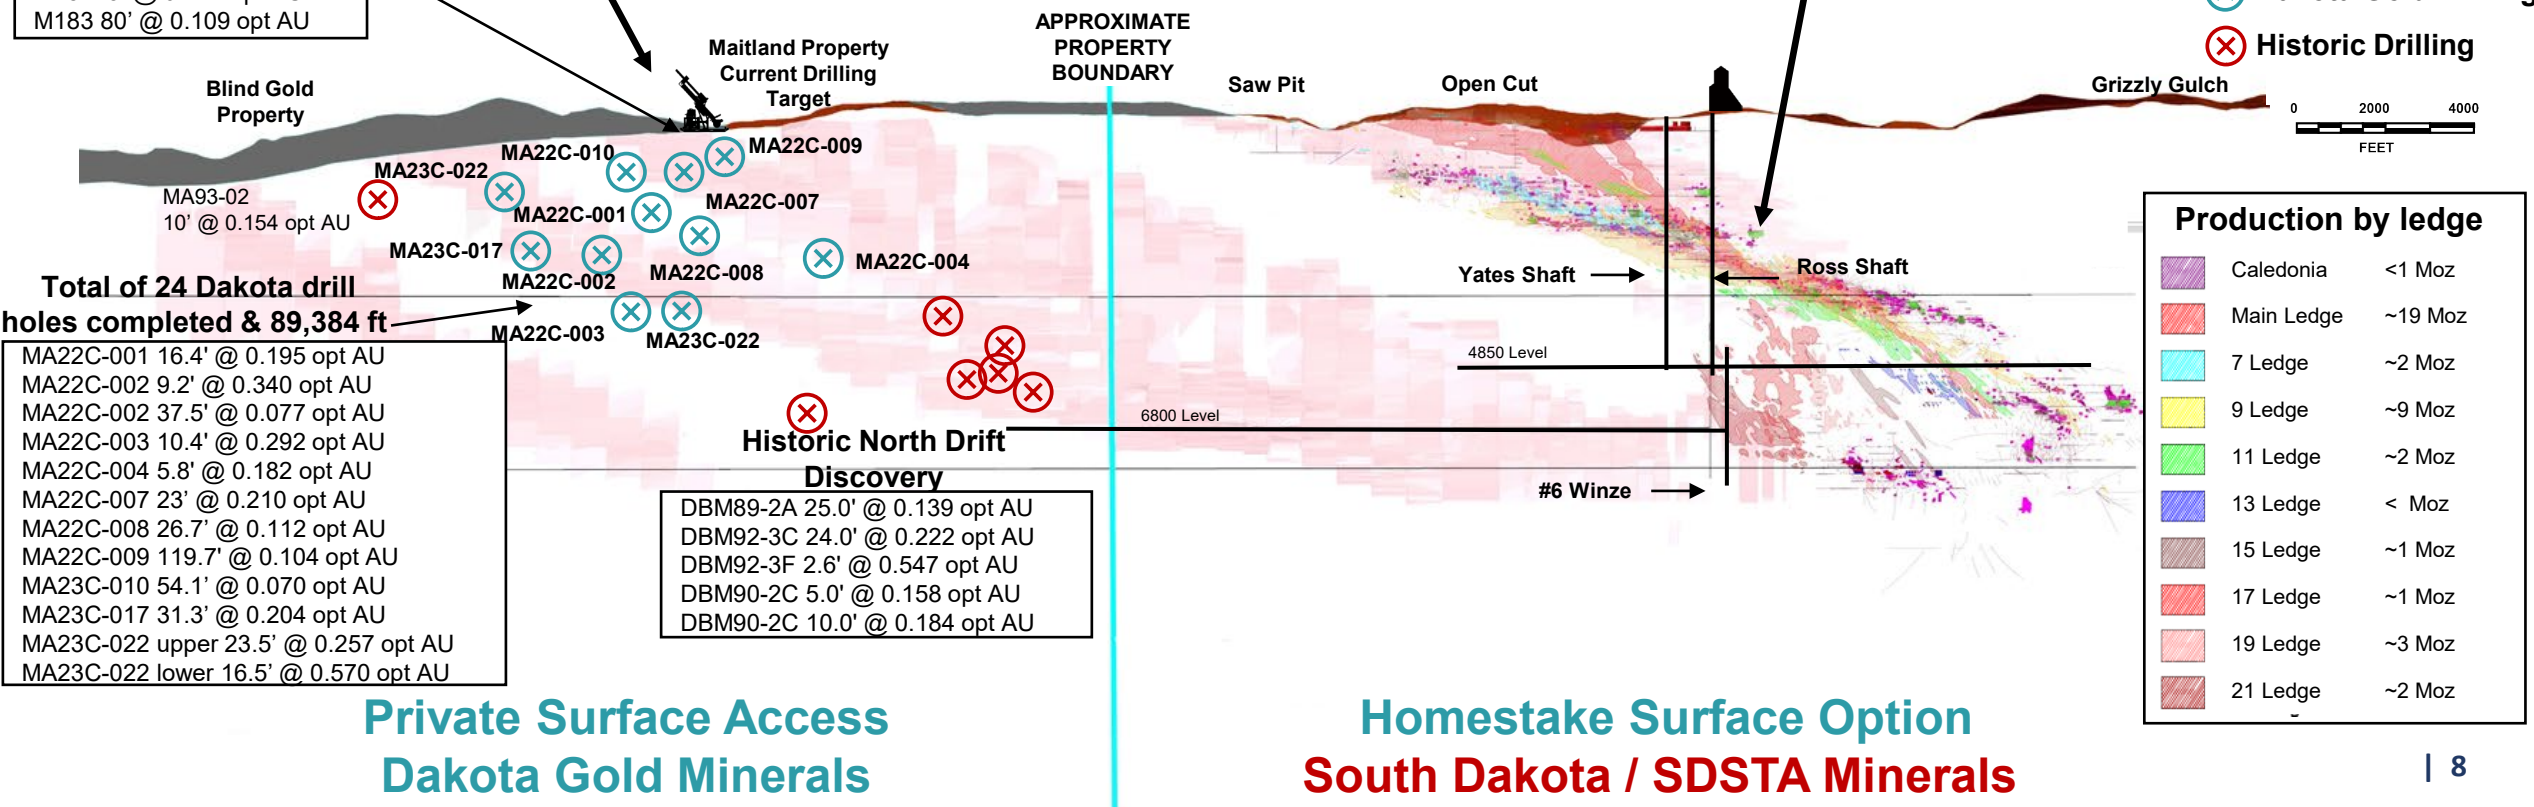 M183 80’ @ 0.109 opt AU
APPROXIMATE
PROPERTY
BOUNDARY
Historic Drilling
Blind Gold
Property
Maitland Property
Current Drilling
Target
Saw Pit
Open Cut
Grizzly Gulch
0 2000 4000
FEET
MA22C-010
MA22C-009
MA23C-022
MA93-02
10’ @ 0.154 opt AU
MA22C-001
MA22C-007
MA23C-017
MA22C-002
MA22C-008
MA22C-004
MA22C-003
MA23C-022
Total of 24 Dakota drill
holes completed & 89,384 ft
MA22C-001 16.4' @ 0.195 opt AU
MA22C-002 9.2' @ 0.340 opt AU
MA22C-002 37.5' @ 0.077 opt AU
MA22C-003 10.4' @ 0.292 opt AU
MA22C-004 5.8' @ 0.182 opt AU
MA22C-007 23’ @ 0.210 opt AU
MA22C-008 26.7’ @ 0.112 opt AU
MA22C-009 119.7' @ 0.104 opt AU
MA23C-010 54.1’ @ 0.070 opt AU
MA23C-017 31.3’ @ 0.204 opt AU
MA23C-022 upper 23.5’ @ 0.257 opt AU
MA23C-022 lower 16.5’ @ 0.570 opt AU
Historic North Drift
Discovery
DBM89-2A 25.0' @ 0.139 opt AU
DBM92-3C 24.0' @ 0.222 opt AU
DBM92-3F 2.6' @ 0.547 opt AU
DBM90-2C 5.0' @ 0.158 opt AU
DBM90-2C 10.0' @ 0.184 opt AU
Yates Shaft
Ross Shaft
4850 Level
6800 Level
#6 Winze
Production by ledge
Caledonia <1 Moz
Main Ledge ~19 Moz
7 Ledge ~2 Moz
9 Ledge ~9 Moz
11 Ledge ~2 Moz
13 Ledge < Moz
15 Ledge ~1 Moz
17 Ledge ~1 Moz
19 Ledge ~3 Moz
21 Ledge ~2 Moz
Private Surface Access
Dakota Gold Minerals
Homestake Surface Option
South Dakota / SDSTA Minerals
| 8